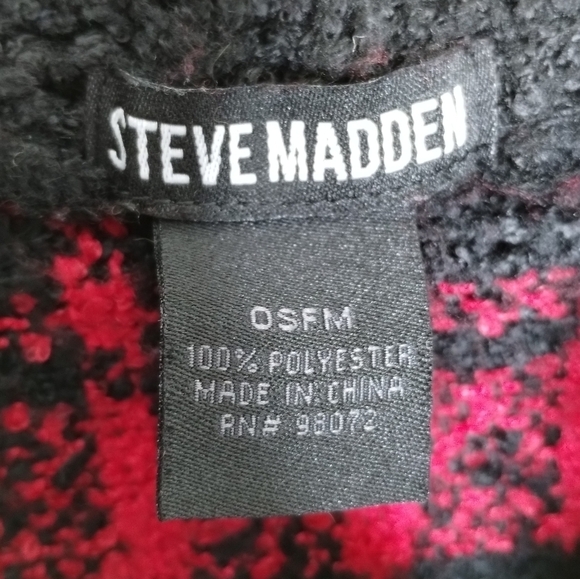 STEVE MADDEN
OSFM
100% POLYESTER
MADE IN CHINA
RN# 98072